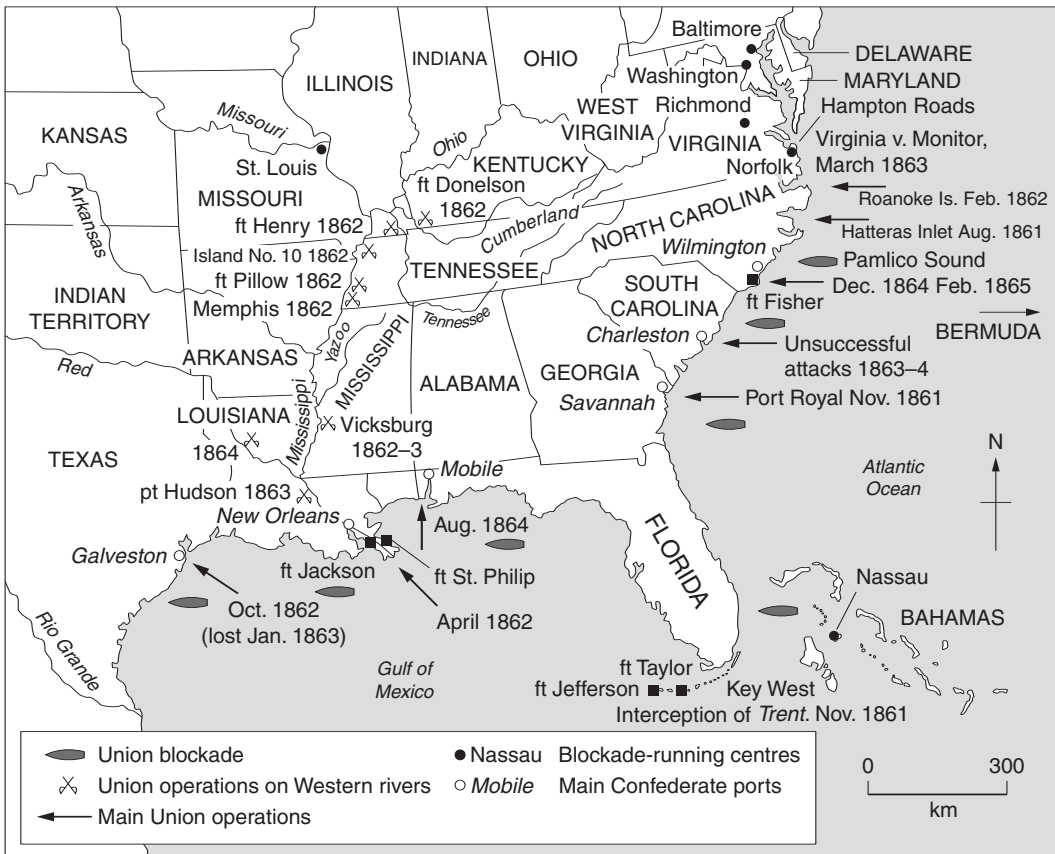 Baltimore
INDIANA
OHIO
DELAWARE
ILLINOIS
Washington
MARYLAND
WEST
VIRGINIA
Richmond
Hampton Roads
Missouri
KANSAS
Ohio
VIRGINIA
Virginia v. Monitor,
March 1863
St. Louis
KENTUCKY
Norfolk
MISSOURI
ft Donelson
1862
Arkansas
Roanoke Is. Feb. 1862
ft Henry 1862
Cumberland
NORTH CAROLINA
Hatteras Inlet Aug. 1861
Island No. 10 1862
Wilmington
Pamlico Sound
ft Pillow 1862
TENNESSEE
SOUTH
CAROLINA
Dec. 1864 Feb. 1865
INDIAN
TERRITORY
Memphis 1862
ft Fisher
Tennessee
BERMUDA
Yazoo
Charleston
Unsuccessful
attacks 1863–4
ARKANSAS
MISSISSIPPI
Red
ALABAMA
GEORGIA
Savannah
Port Royal Nov. 1861
LOUISIANA
Mississippi
Vicksburg
1862–3
1864
TEXAS
N
Mobile
Atlantic
Ocean
pt Hudson 1863
New Orleans
Aug. 1864
Galveston
FLORIDA
ft Jackson
ft St. Philip
Nassau
Oct. 1862
(lost Jan. 1863)
April 1862
BAHAMAS
Rio Grande
Gulf of
Mexico
ft Taylor
ft Jefferson
Key West
Interception of Trent. Nov. 1861
Union blockade
Nassau Blockade-running centres
Union operations on Western rivers
Mobile Main Confederate ports
Main Union operations
0 300
km